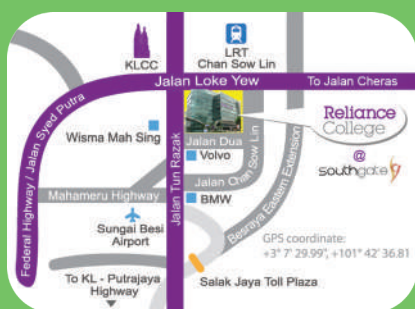 KLCC
LRT
Chan Sow Lin
Jalan Loke Yew
To Jalan Cheras
Federal Highway / Jalan Syed Putra
Wisma Mah Sing
Jalan Tun Razak
Jalan Dua
Volvo
Jalan Chan Sow Lin
Besraya Eastern Extension
Reliance
College
@
southgate
Mahameru Highway
BMW
Sungai Besi
Airport
GPS coordinate:
+3° 7' 29.99", +101° 42' 36.81
To KL - Putrajaya
Highway
Salak Jaya Toll Plaza